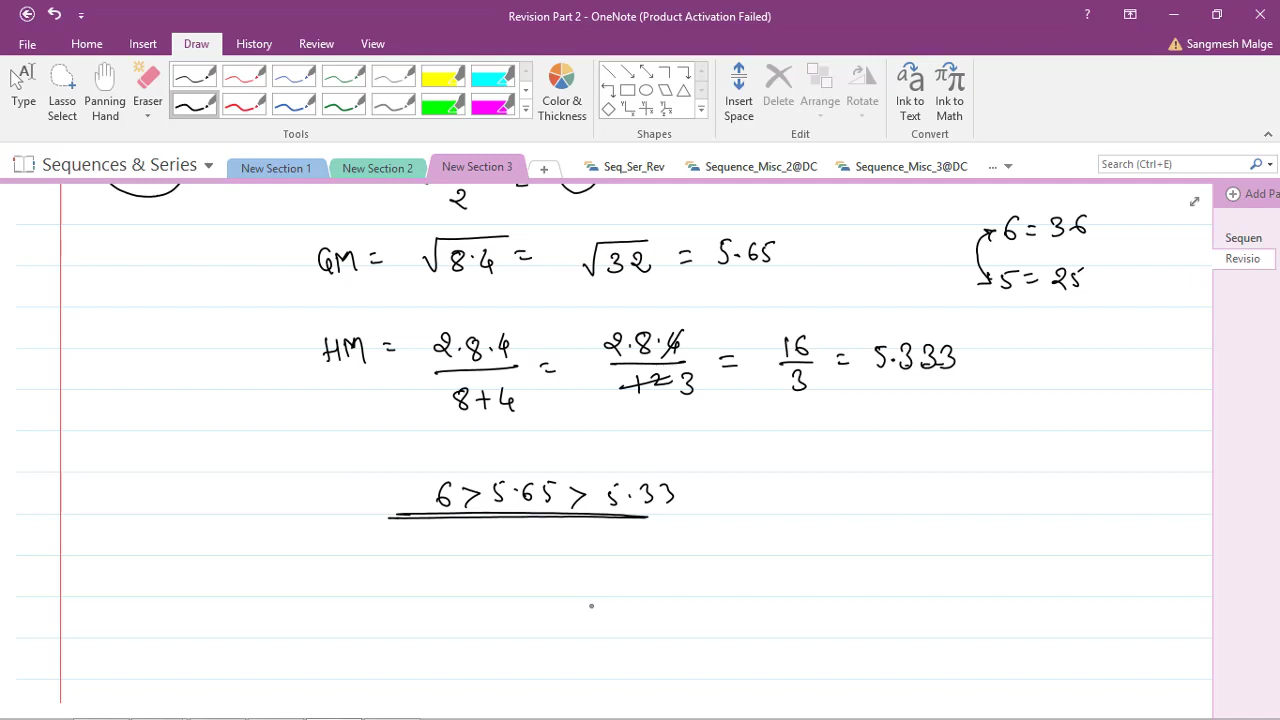 Revision Part 2 - OneNote (Product Activation Failed)
File Home Insert Draw History Review View Sangmesh Malge
Type Lasso Select Panning Hand Eraser Color & Thickness Insert Space Delete Arrange Rotate Ink to Text Ink to Math
Tools Shapes Edit Convert
Sequences & Series New Section 1 New Section 2 New Section 3 Seq_Ser_Rev Sequence_Misc_2@DC Sequence_Misc_3@DC ... Search (Ctrl+E)
Add Pa
Sequen
Revisio
2
GM = √8·4 = √32 = 5.65
6 = 36
5 = 25
HM = 2·8·4 / 8+4 = 2·8·4 / 12 3 = 16/3 = 5.333
6 > 5.65 > 5.33